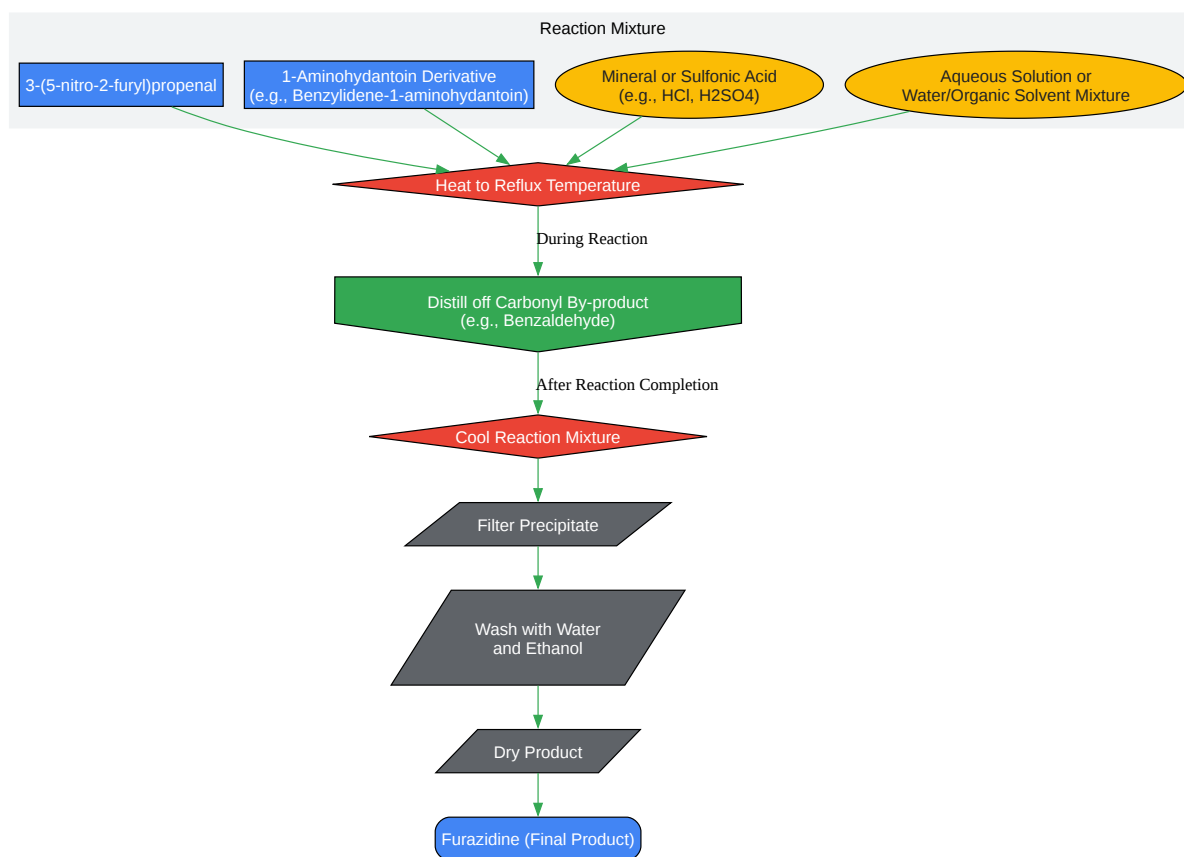 Reaction Mixture
3-(5-nitro-2-furyl)propenal
1-Aminohydantoin Derivative
(e.g., Benzylidene-1-aminohydantoin)
Mineral or Sulfonic Acid
(e.g., HCl, H2SO4)
Aqueous Solution or
Water/Organic Solvent Mixture
Heat to Reflux Temperature
During Reaction
Distill off Carbonyl By-product
(e.g., Benzaldehyde)
After Reaction Completion
Cool Reaction Mixture
Filter Precipitate
Wash with Water
and Ethanol
Dry Product
Furazidine (Final Product)